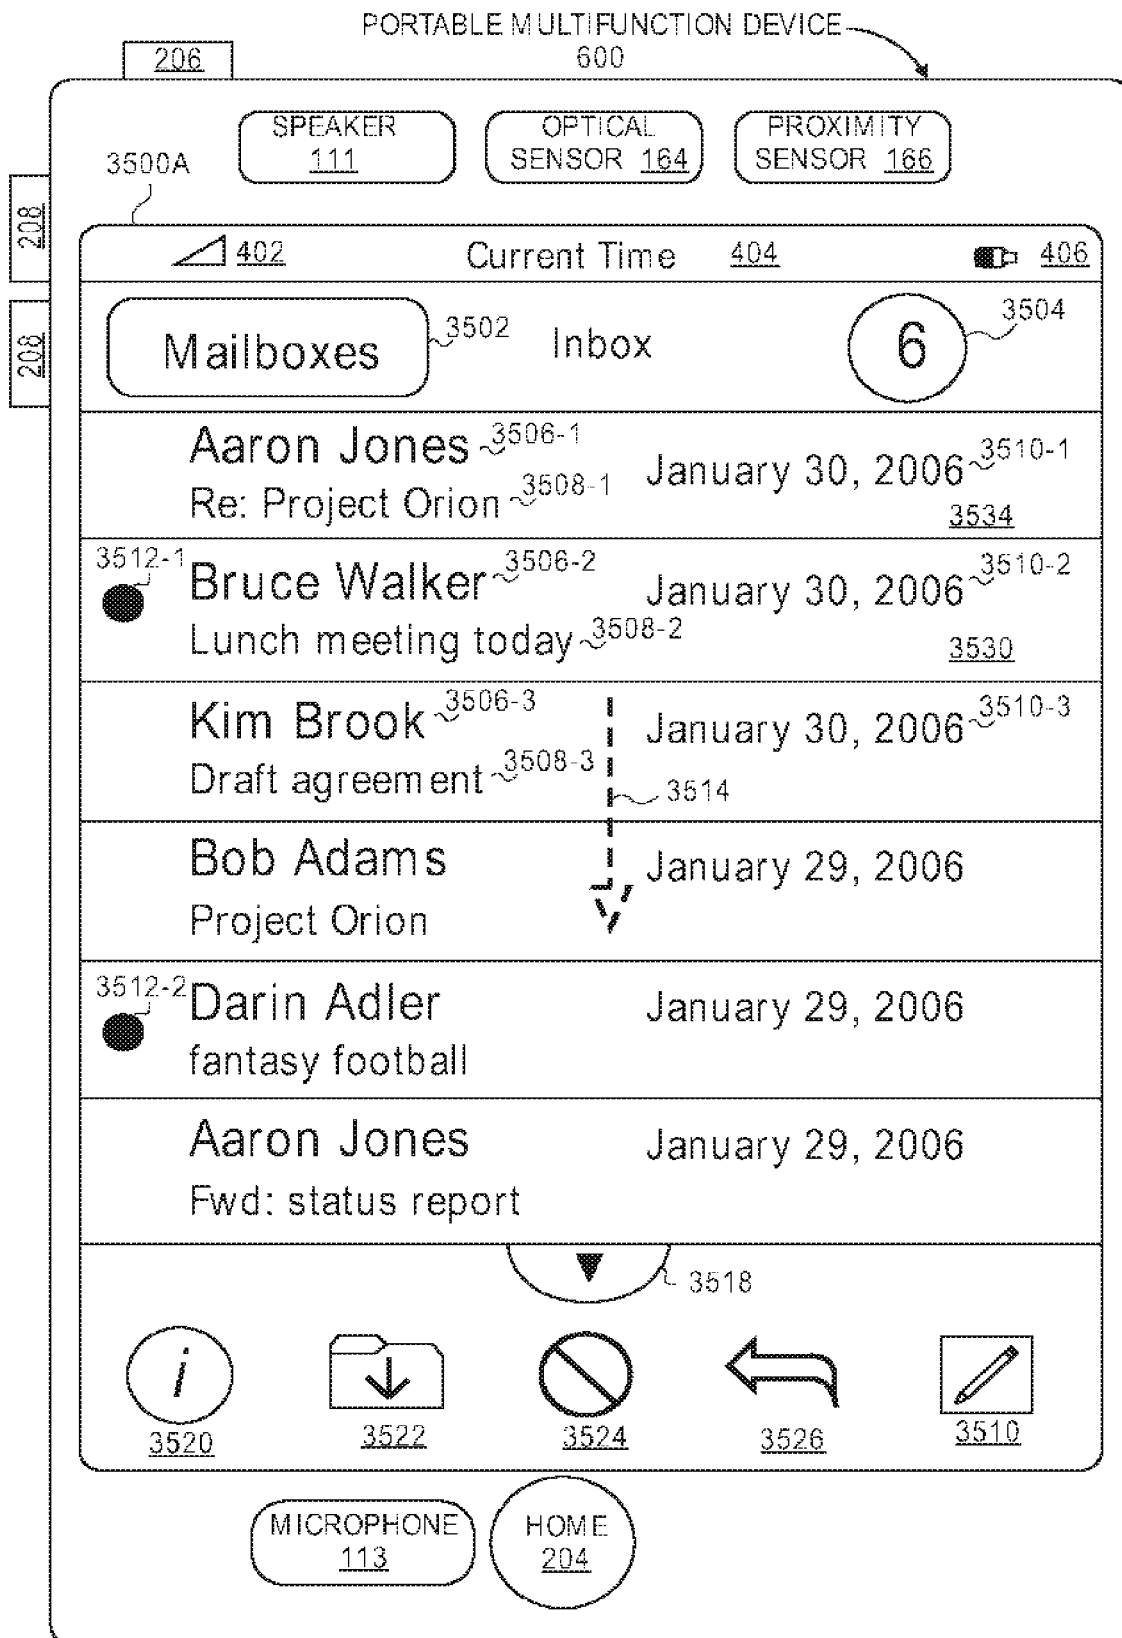 PORTABLE MULTIFUNCTION DEVICE
600
206
SPEAKER
111
OPTICAL
SENSOR 164
PROXIMITY
SENSOR 166
3500A
208
208
402 Current Time 404 406
Mailboxes 3502 Inbox 6 3504
Aaron Jones 3506-1 January 30, 2006 3510-1
Re: Project Orion 3508-1 3534
3512-1 Bruce Walker 3506-2 January 30, 2006 3510-2
Lunch meeting today 3508-2 3530
Kim Brook 3506-3 January 30, 2006 3510-3
Draft agreement 3508-3 3514
Bob Adams January 29, 2006
Project Orion
3512-2 Darin Adler January 29, 2006
fantasy football
Aaron Jones January 29, 2006
Fwd: status report
3518
i
3520 3522 3524 3526 3510
MICROPHONE
113
HOME
204